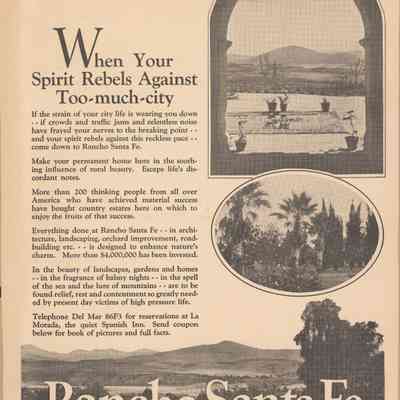 When Your
Spirit Rebels Against
Too-much-city
If the strain of your city life is wearing you down
- - if crowds and traffic jams and relentless noise
have frayed your nerves to the breaking point - -
and your spirit rebels against this reckless pace - -
come down to Rancho Santa Fe.
Make your permanent home here in the sooth-
ing influence of rural beauty. Escape life's dis-
cordant notes.
More than 200 thinking people from all over
America who have achieved material success
have bought country estates here on which to
enjoy the fruits of that success.
Everything done at Rancho Santa Fe - - in archi-
tecture, landscaping, orchard improvement, road-
building etc. - - is designed to enhance nature's
charm. More than $4,000,000 has been invested.
In the beauty of landscapes, gardens and homes
- - in the fragrance of balmy nights - - in the spell
of the sea and the lure of mountains - - are to be
found relief, rest and contentment so greatly need-
ed by present day victims of high pressure life.
Telephone Del Mar 86F3 for reservations at La
Morada, the quiet Spanish Inn. Send coupon
below for book of pictures and full facts.
Rancho Santa Fe